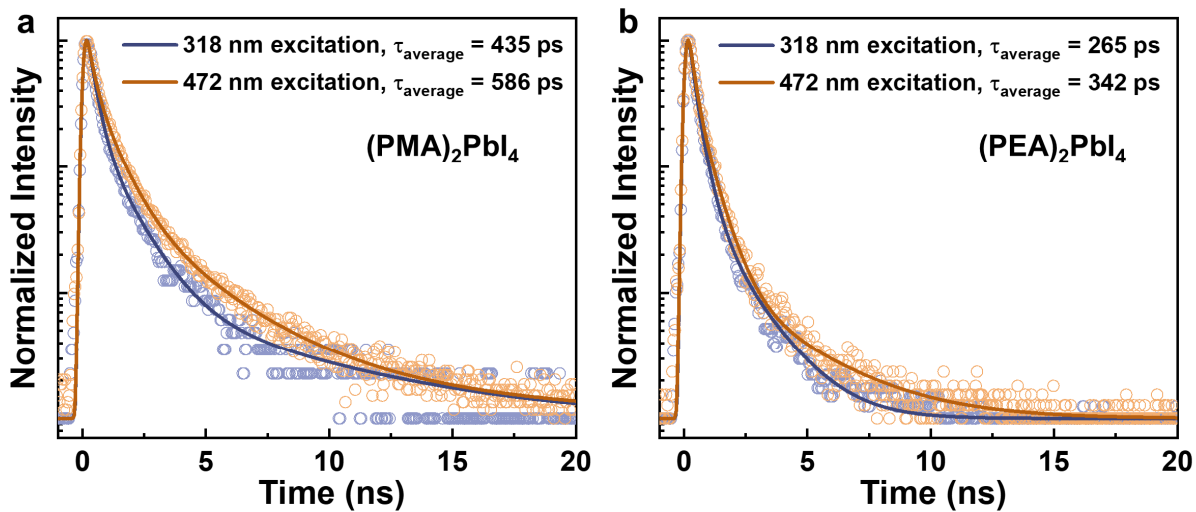 a
318 nm excitation, τaverage = 435 ps
472 nm excitation, τaverage = 586 ps
(PMA)2PbI4
Normalized Intensity
0 5 10 15 20
Time (ns)
b
318 nm excitation, τaverage = 265 ps
472 nm excitation, τaverage = 342 ps
(PEA)2PbI4
Normalized Intensity
0 5 10 15 20
Time (ns)